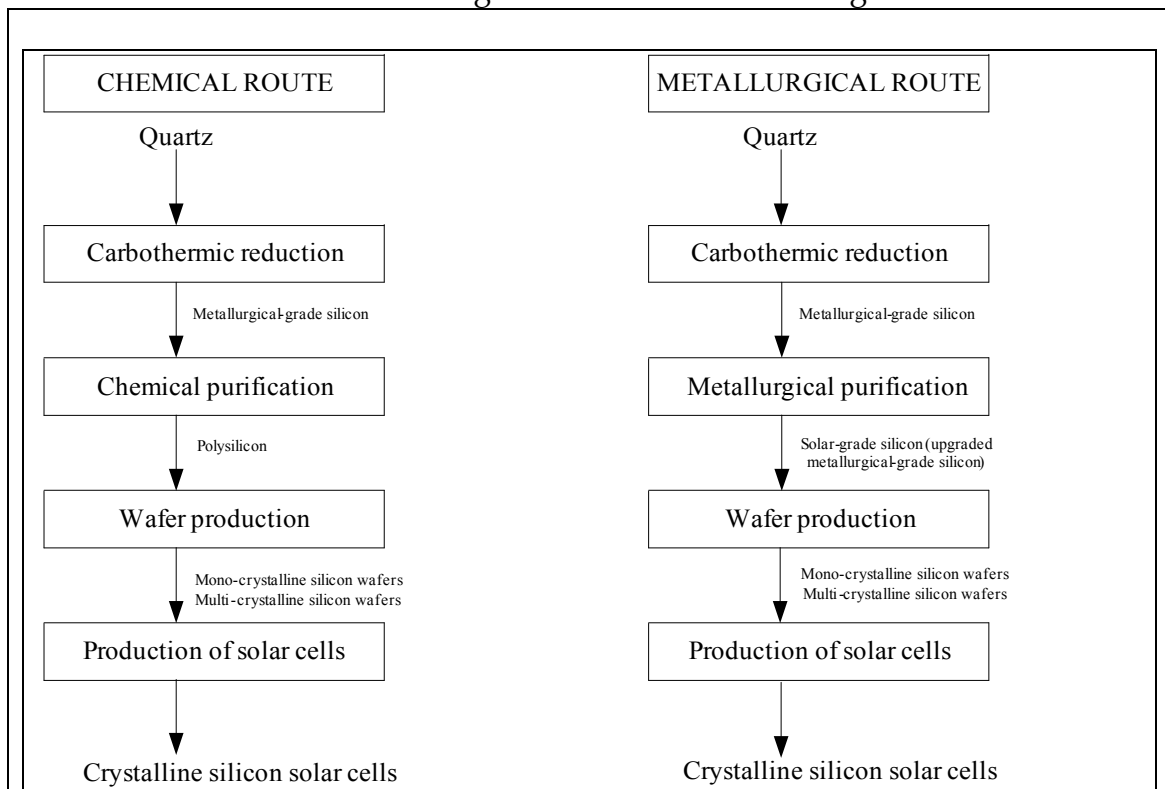 CHEMICAL ROUTE
Quartz
Carbothermic reduction
Metallurgical-grade silicon
Chemical purification
Polysilicon
Wafer production
Mono-crystalline silicon wafers
Multi-crystalline silicon wafers
Production of solar cells
Crystalline silicon solar cells
METALLURGICAL ROUTE
Quartz
Carbothermic reduction
Metallurgical-grade silicon
Metallurgical purification
Solar-grade silicon (upgraded
metallurgical-grade silicon)
Wafer production
Mono-crystalline silicon wafers
Multi-crystalline silicon wafers
Production of solar cells
Crystalline silicon solar cells